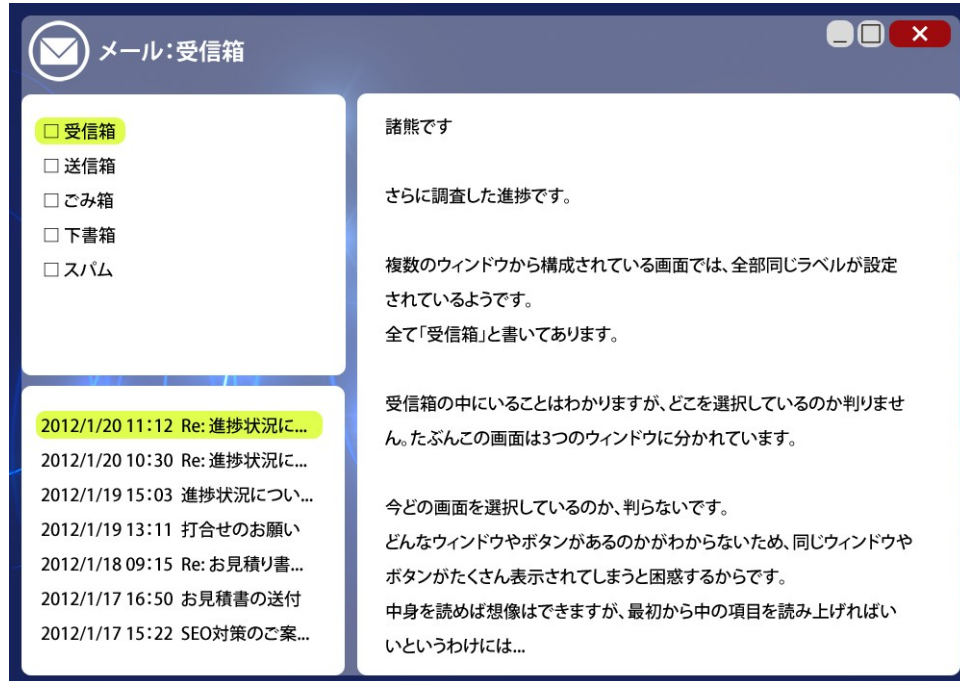 メール：受信箱
□ 受信箱
□ 送信箱
□ ごみ箱
□ 下書箱
□ スパム
2012/1/20 11：12 Re: 進捗状況に...
2012/1/20 10：30 Re: 進捗状況に...
2012/1/19 15：03 進捗状況につい...
2012/1/19 13：11 打合せのお願い
2012/1/18 09：15 Re: お見積り書...
2012/1/17 16：50 お見積書の送付
2012/1/17 15：22 SEO対策のご案...
諸熊です
さらに調査した進捗です。
複数のウィンドウから構成されている画面では、全部同じラベルが設定
されているようです。
全て「受信箱」と書いてあります。
受信箱の中にいることはわかりますが、どこを選択しているのか判りませ
ん。たぶんこの画面は3つのウィンドウに分かれています。
今どの画面を選択しているのか、判らないです。
どんなウィンドウやボタンがあるのかがわからないため、同じウィンドウや
ボタンがたくさん表示されてしまうと困惑するからです。
中身を読めば想像はできますが、最初から中の項目を読み上げればい
いというわけには...